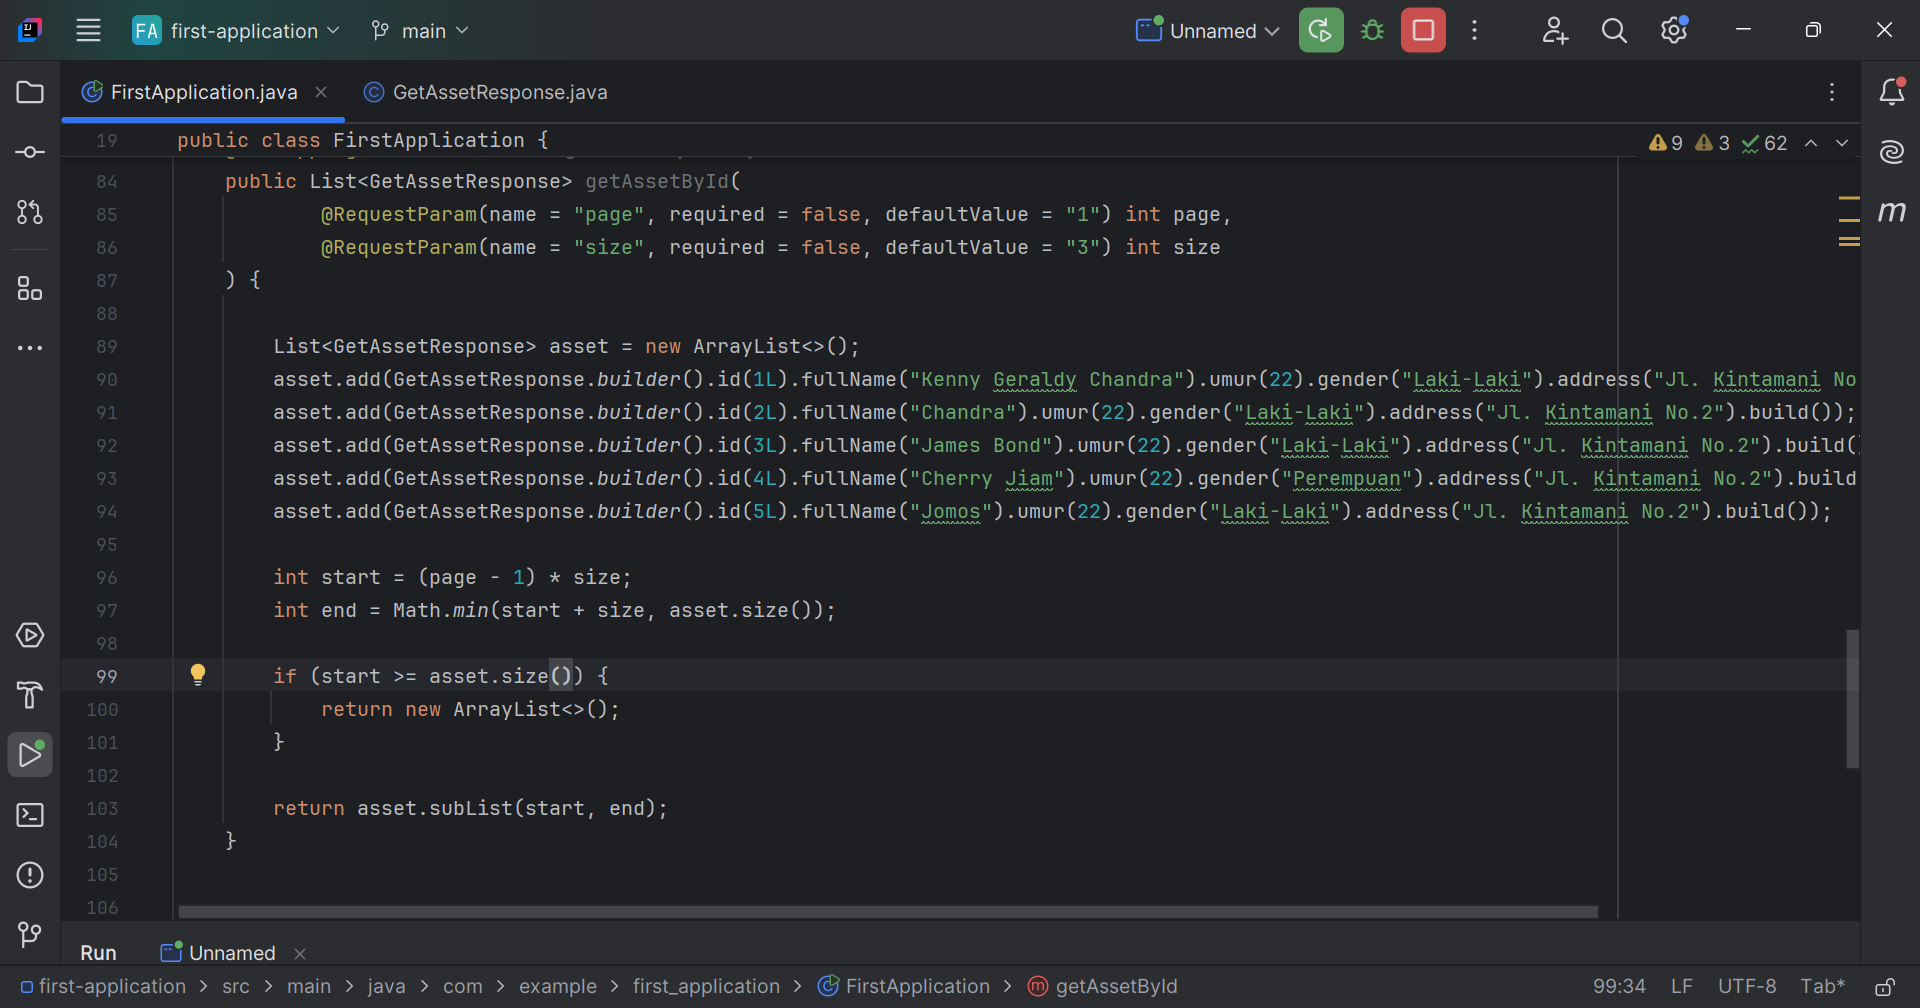 FA first-application main Unnamed
FirstApplication.java GetAssetResponse.java
19 public class FirstApplication { 9 3 62
84 public List<GetAssetResponse> getAssetById(
85 @RequestParam(name = "page", required = false, defaultValue = "1") int page,
86 @RequestParam(name = "size", required = false, defaultValue = "3") int size
87 ) {
88
89 List<GetAssetResponse> asset = new ArrayList<>();
90 asset.add(GetAssetResponse.builder().id(1L).fullName("Kenny Geraldy Chandra").umur(22).gender("Laki-Laki").address("Jl. Kintamani No
91 asset.add(GetAssetResponse.builder().id(2L).fullName("Chandra").umur(22).gender("Laki-Laki").address("Jl. Kintamani No.2").build());
92 asset.add(GetAssetResponse.builder().id(3L).fullName("James Bond").umur(22).gender("Laki-Laki").address("Jl. Kintamani No.2").build(
93 asset.add(GetAssetResponse.builder().id(4L).fullName("Cherry Jiam").umur(22).gender("Perempuan").address("Jl. Kintamani No.2").build
94 asset.add(GetAssetResponse.builder().id(5L).fullName("Jomos").umur(22).gender("Laki-Laki").address("Jl. Kintamani No.2").build());
95
96 int start = (page - 1) * size;
97 int end = Math.min(start + size, asset.size());
98
99 if (start >= asset.size()) {
100 return new ArrayList<>();
101 }
102
103 return asset.subList(start, end);
104 }
105
106
Run Unnamed
first-application > src > main > java > com > example > first_application > FirstApplication > getAssetById 99:34 LF UTF-8 Tab*